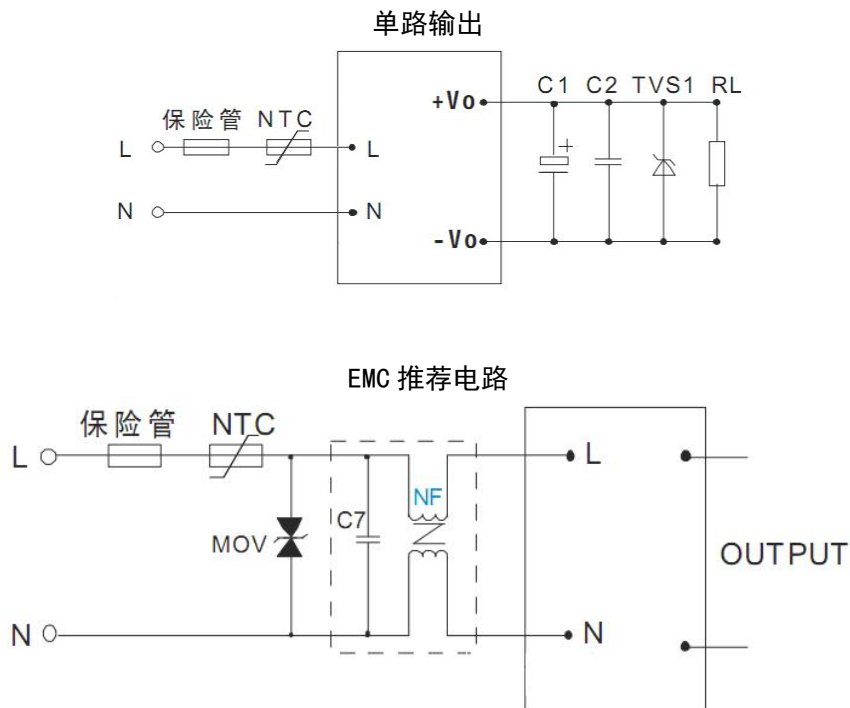 单路输出
+Vo C1 C2 TVS1 RL
保险管 NTC
+
L L
N N
-Vo
EMC 推荐电路
保险管 NTC
L L
NF
C7
MOV
OUTPUT
N N